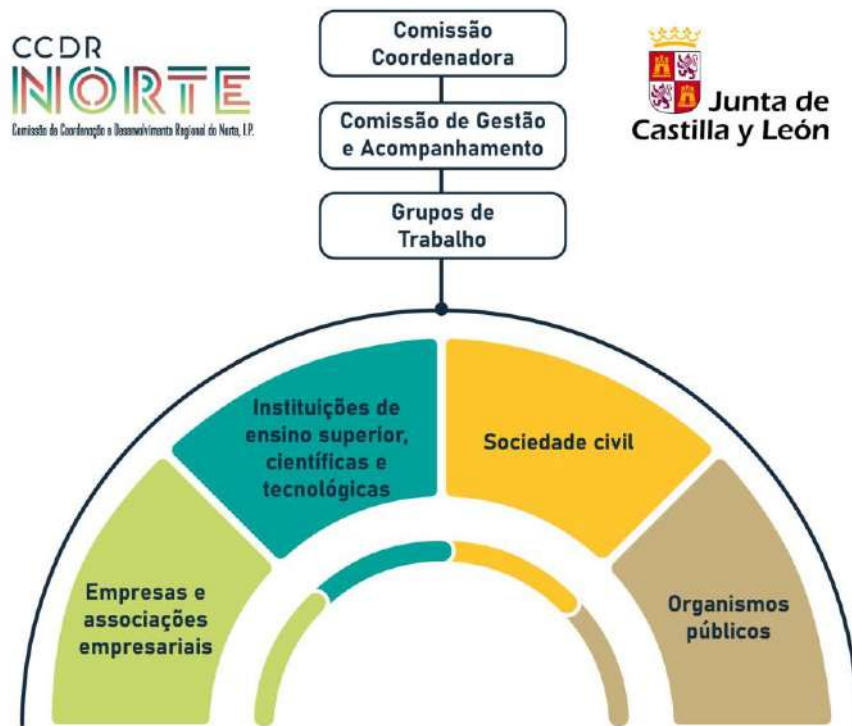 CCDR
NORTE
Comissão de Coordenação e Desenvolvimento Regional do Norte, I.P.
Comissão
Coordenadora
Comissão de Gestão
e Acompanhamento
Grupos de
Trabalho
Junta de
Castilla y León
Empresas e
associações
empresariais
Instituições de
ensino superior,
científicas e
tecnológicas
Sociedade civil
Organismos
públicos